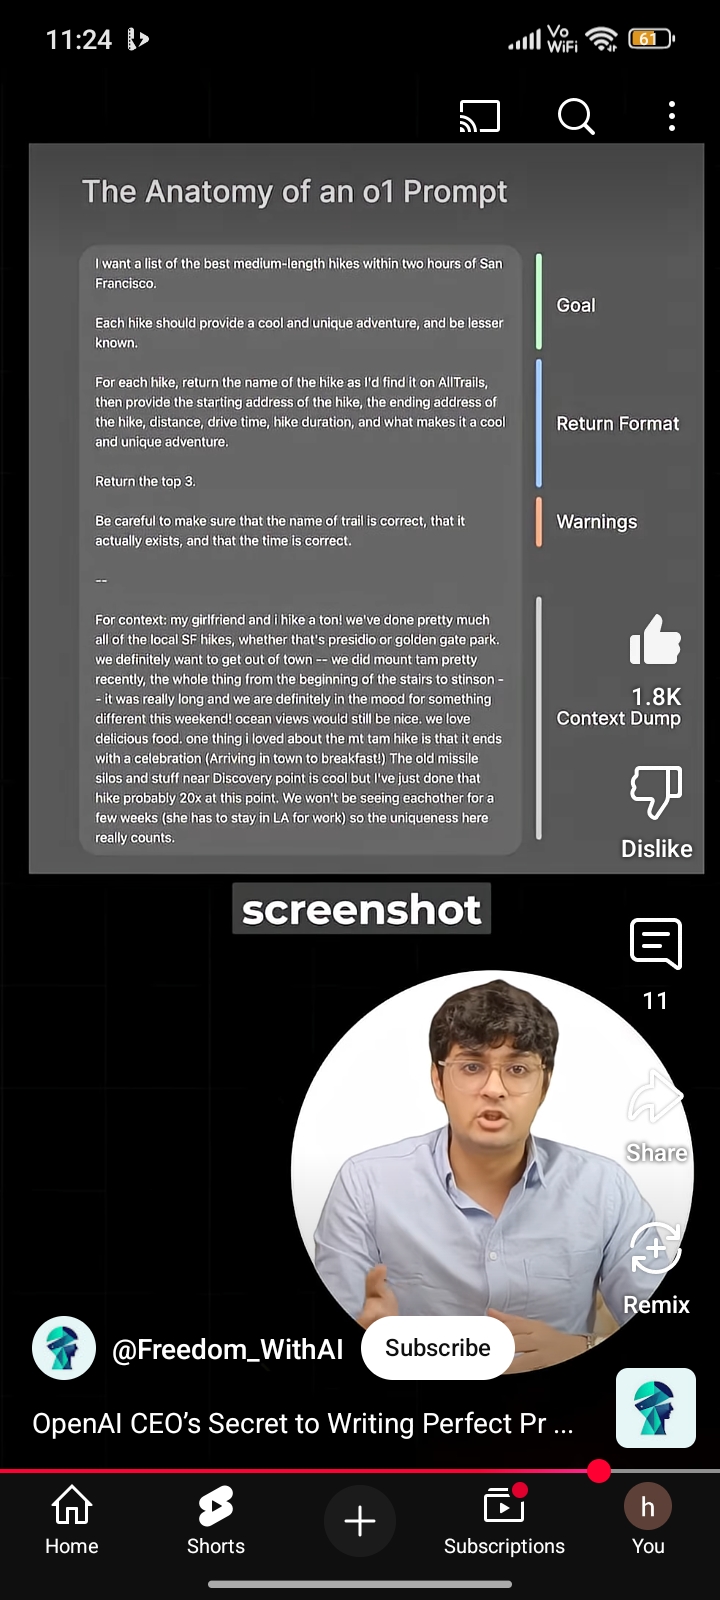 11:24
Vo
WiFi
61
The Anatomy of an o1 Prompt
I want a list of the best medium-length hikes within two hours of San
Francisco.
Each hike should provide a cool and unique adventure, and be lesser
known.
Goal
For each hike, return the name of the hike as I'd find it on AllTrails,
then provide the starting address of the hike, the ending address of
the hike, distance, drive time, hike duration, and what makes it a cool
and unique adventure.
Return the top 3.
Return Format
Be careful to make sure that the name of trail is correct, that it
actually exists, and that the time is correct.
Warnings
--
For context: my girlfriend and i hike a ton! we've done pretty much
all of the local SF hikes, whether that's presidio or golden gate park.
we definitely want to get out of town -- we did mount tam pretty
recently, the whole thing from the beginning of the stairs to stinson -
- it was really long and we are definitely in the mood for something
different this weekend! ocean views would still be nice. we love
delicious food. one thing i loved about the mt tam hike is that it ends
with a celebration (Arriving in town to breakfast!) The old missile
silos and stuff near Discovery point is cool but I've just done that
hike probably 20x at this point. We won't be seeing eachother for a
few weeks (she has to stay in LA for work) so the uniqueness here
really counts.
Context Dump
1.8K
Dislike
screenshot
11
Share
Remix
@Freedom_WithAI
Subscribe
OpenAI CEO's Secret to Writing Perfect Pr ...
Home
Shorts
Subscriptions
h
You